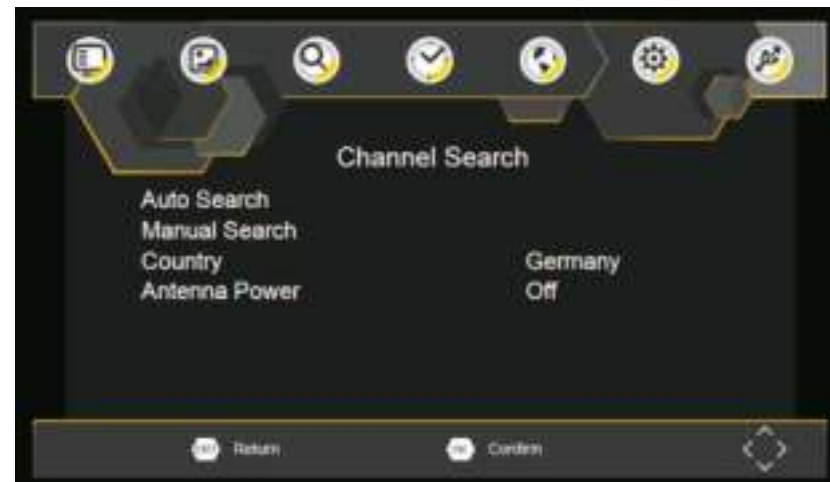 Channel Search
Auto Search
Manual Search
Country Germany
Antenna Power Off
Return Confirm